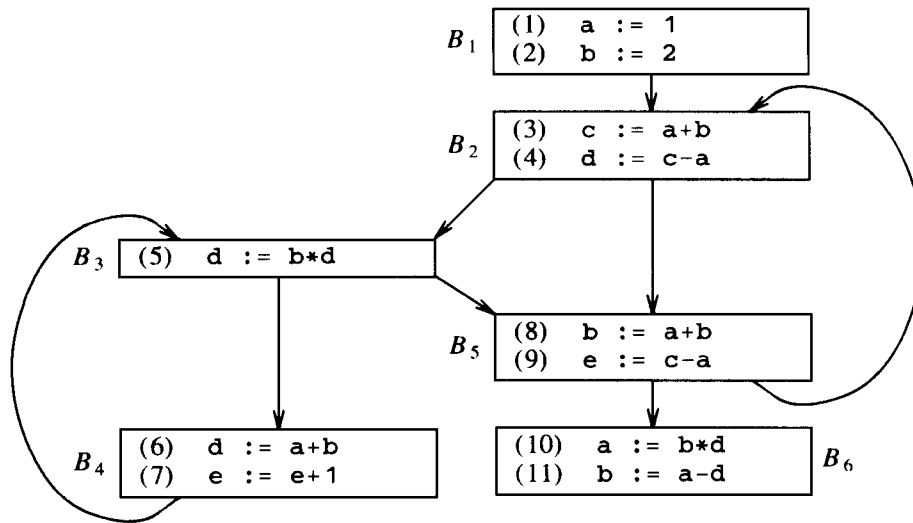 B1
(1) a := 1
(2) b := 2
B2
(3) c := a+b
(4) d := c-a
B3
(5) d := b*d
B5
(8) b := a+b
(9) e := c-a
B4
(6) d := a+b
(7) e := e+1
(10) a := b*d
(11) b := a-d
B6